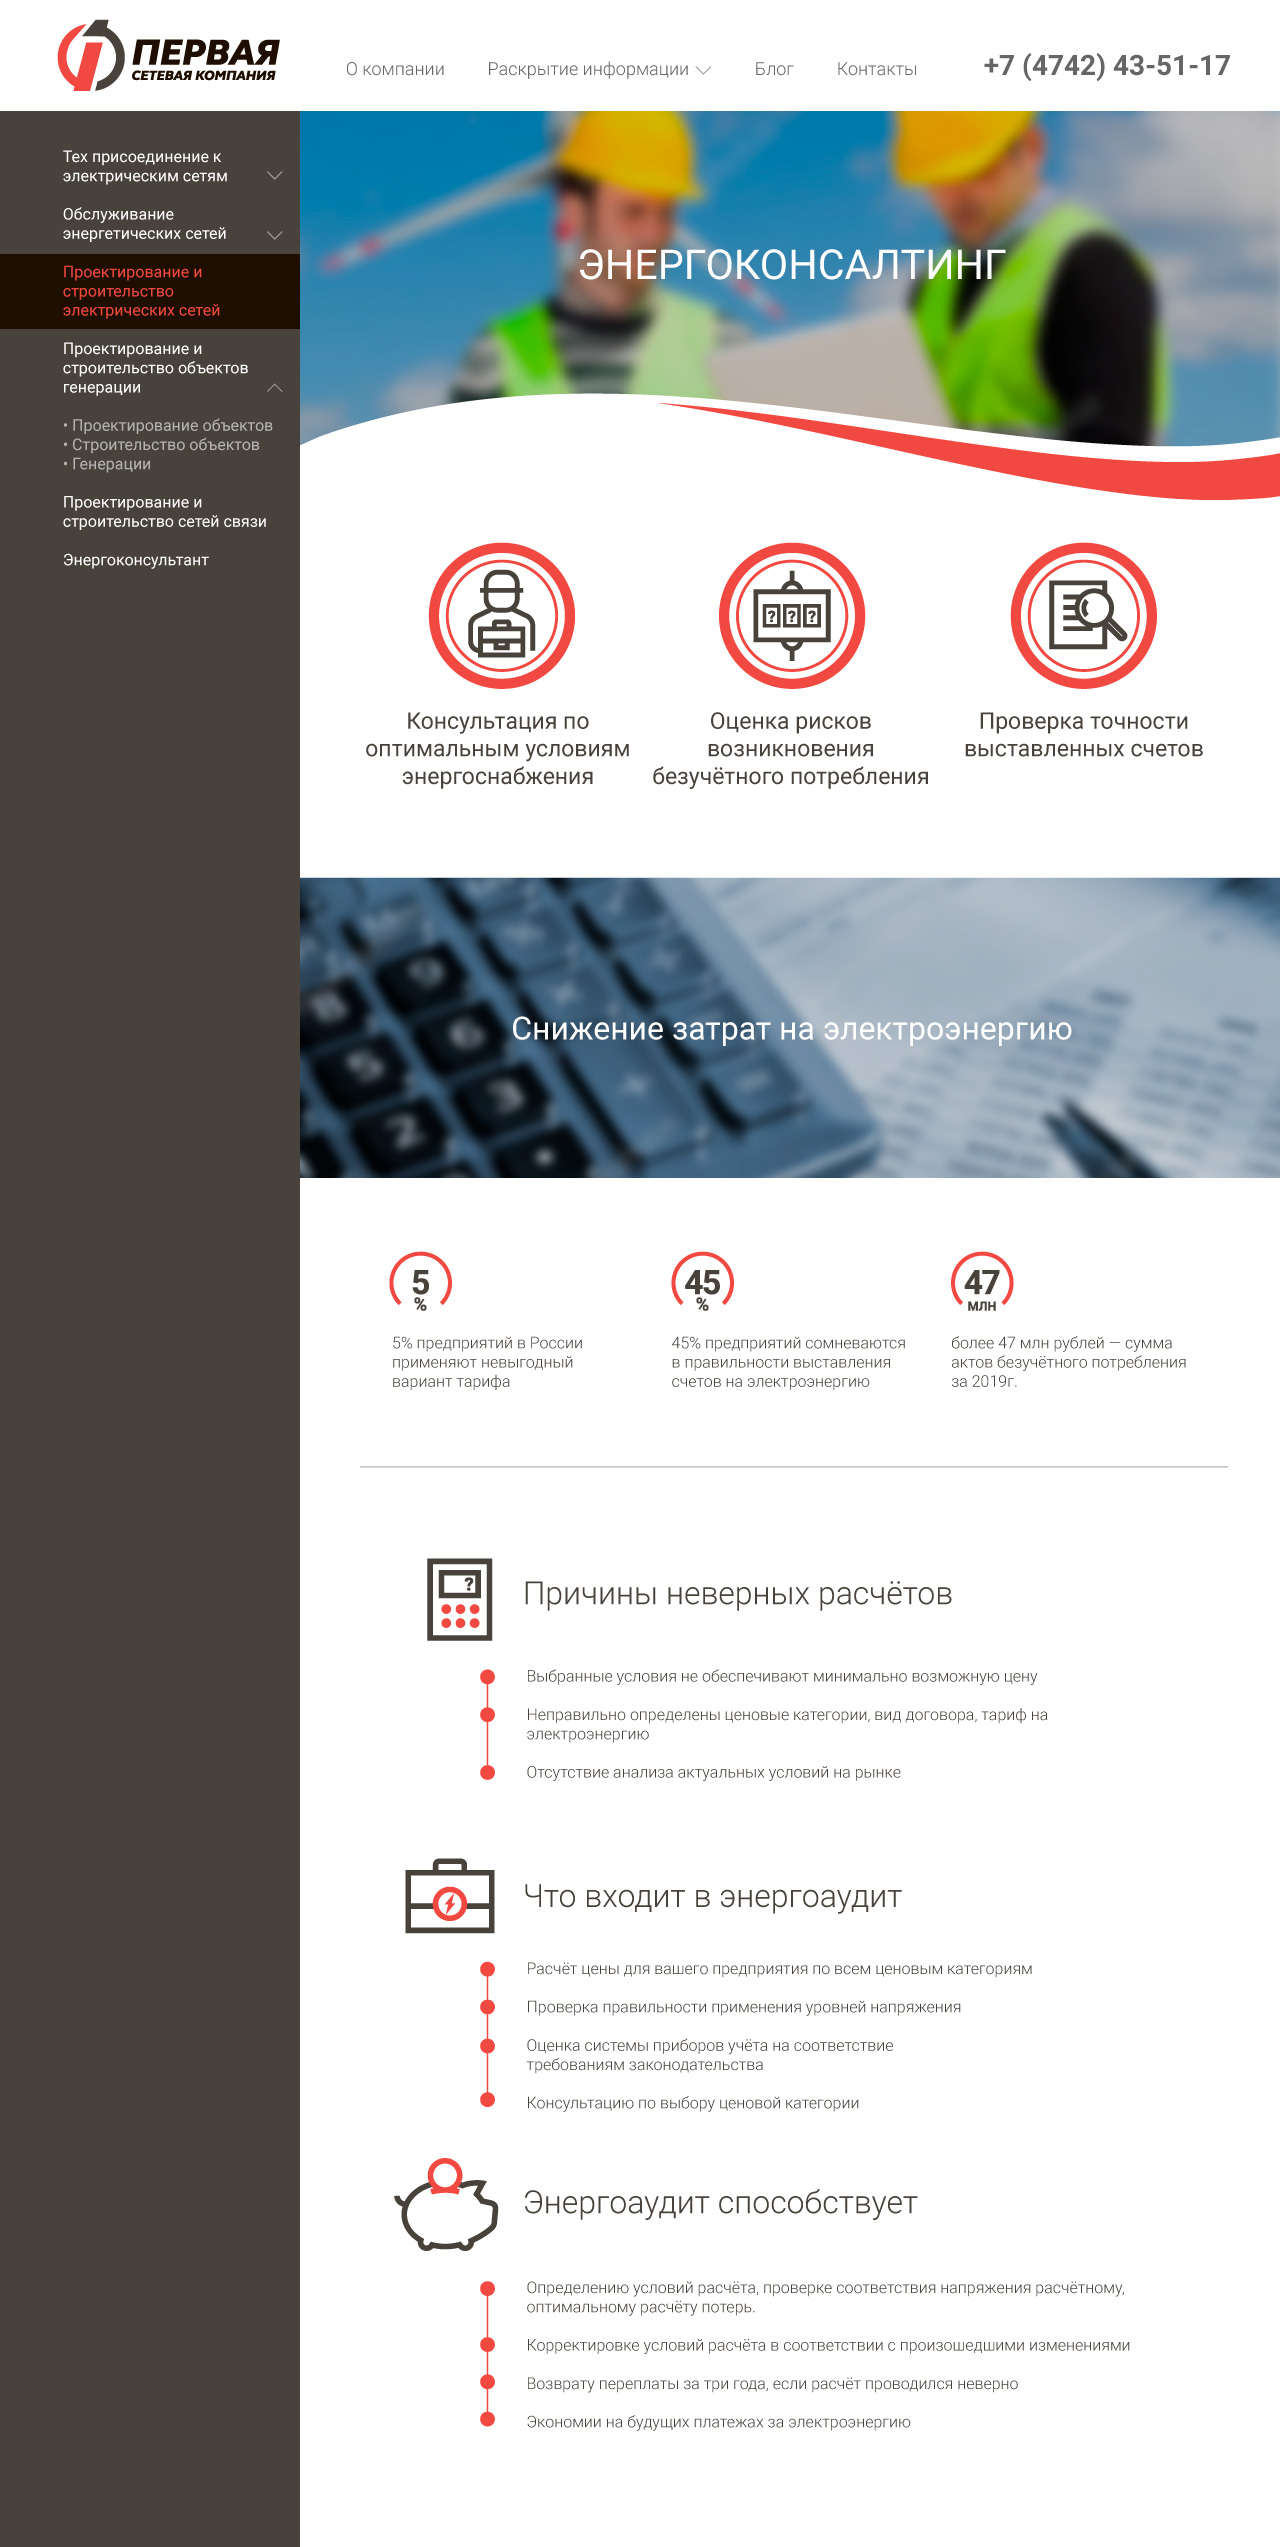 ПЕРВАЯ
СЕТЕВАЯ КОМПАНИЯ
О компании
Раскрытие информации
Блог
Контакты
+7 (4742) 43-51-17
Тех присоединение к
электрическим сетям
Обслуживание
энергетических сетей
Проектирование и
строительство
электрических сетей
Проектирование и
строительство объектов
генерации
• Проектирование объектов
• Строительство объектов
• Генерации
Проектирование и
строительство сетей связи
Энергоконсультант
ЭНЕРГОКОНСАЛТИНГ
? ? ?
Консультация по
оптимальным условиям
энергоснабжения
Оценка рисков
возникновения
безучётного потребления
Проверка точности
выставленных счетов
9
8
6
5
3
2
Снижение затрат на электроэнергию
5
%
5% предприятий в России
применяют невыгодный
вариант тарифа
45
%
45% предприятий сомневаются
в правильности выставления
счетов на электроэнергию
47
МЛН
более 47 млн рублей — сумма
актов безучётного потребления
за 2019г.
?
Причины неверных расчётов
Выбранные условия не обеспечивают минимально возможную цену
Неправильно определены ценовые категории, вид договора, тариф на
электроэнергию
Отсутствие анализа актуальных условий на рынке
Что входит в энергоаудит
Расчёт цены для вашего предприятия по всем ценовым категориям
Проверка правильности применения уровней напряжения
Оценка системы приборов учёта на соответствие
требованиям законодательства
Консультацию по выбору ценовой категории
Энергоаудит способствует
Определению условий расчёта, проверке соответствия напряжения расчётному,
оптимальному расчёту потерь.
Корректировке условий расчёта в соответствии с произошедшими изменениями
Возврату переплаты за три года, если расчёт проводился неверно
Экономии на будущих платежах за электроэнергию